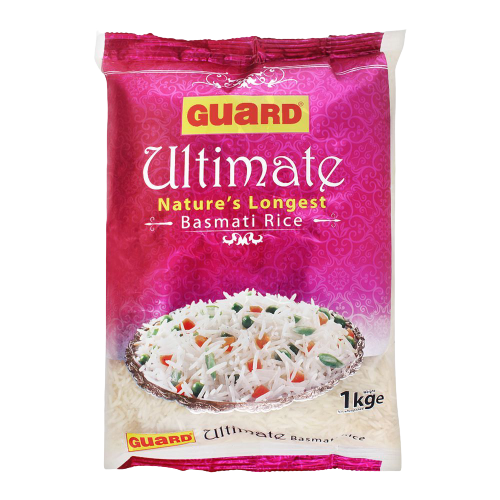 GUARD
Ultimate
Nature's Longest
Basmati Rice
1kge
GUARD Ultimate Basmati Rice